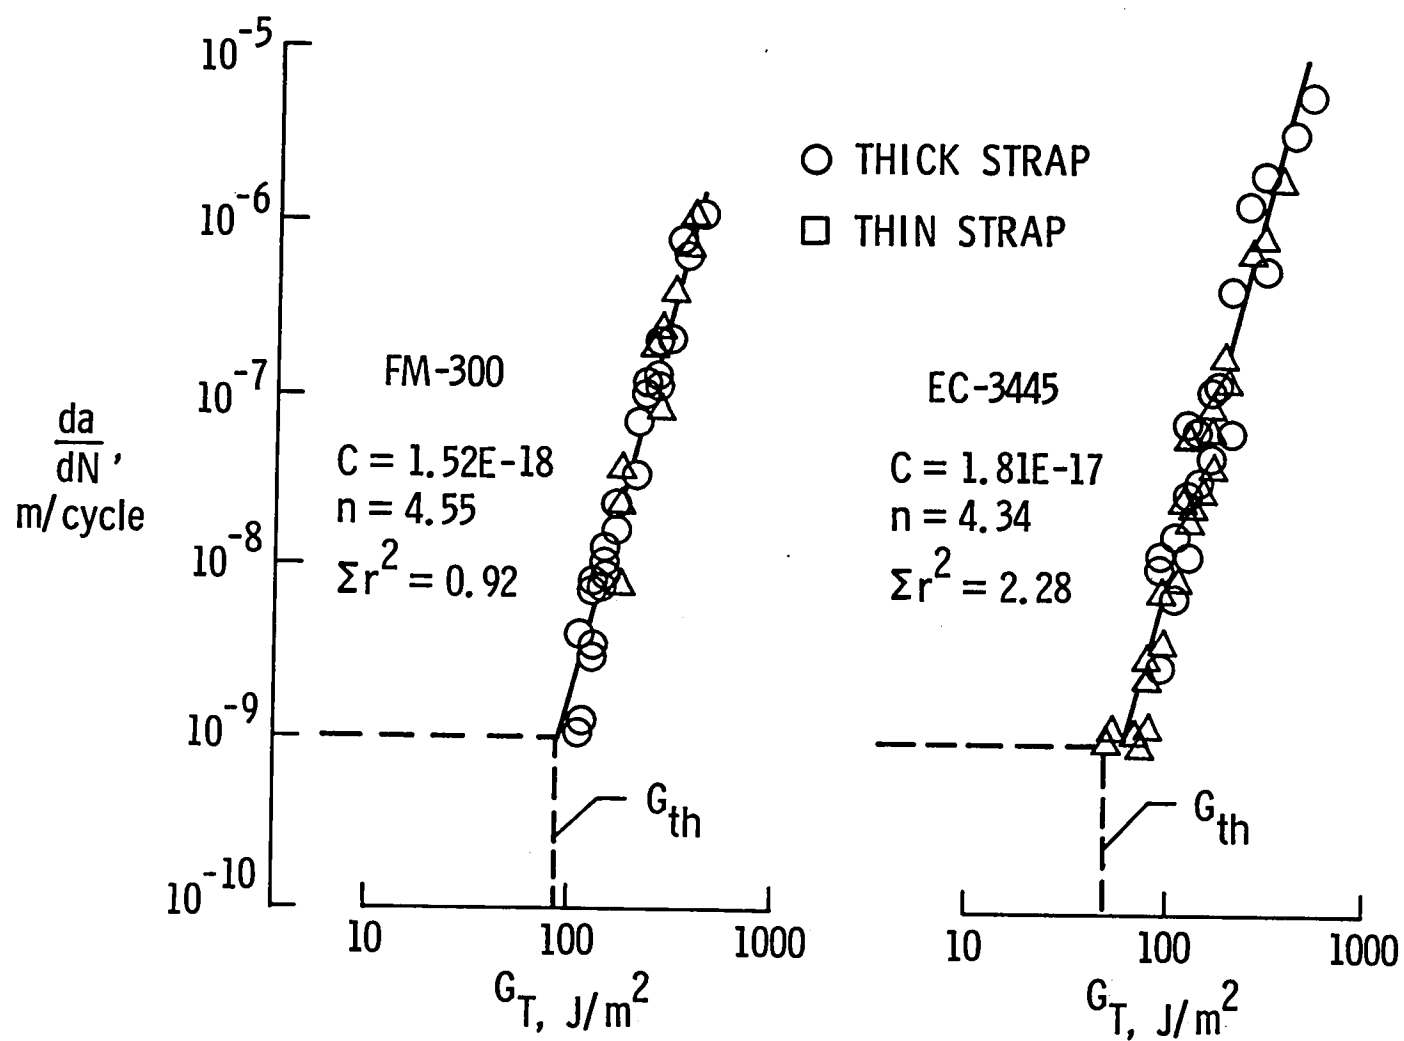 10^-5
10^-6
10^-7
10^-8
10^-9
10^-10
da
dN ,
m/cycle
○ THICK STRAP
□ THIN STRAP
FM-300
C = 1.52E-18
n = 4.55
Σr^2 = 0.92
G_th
10 100 1000
G_T, J/m^2
EC-3445
C = 1.81E-17
n = 4.34
Σr^2 = 2.28
G_th
10 100 1000
G_T, J/m^2